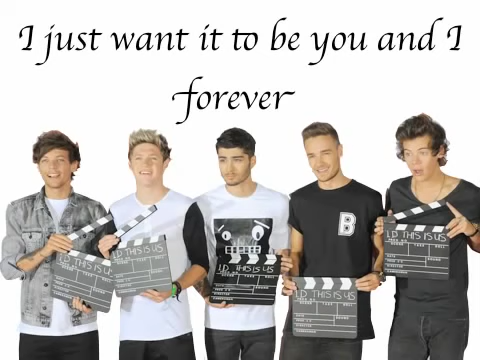 I just want it to be you and I
forever
B
1D THIS IS US
1D THIS IS US
1D THIS IS US
1D THIS IS US
1D THIS IS US